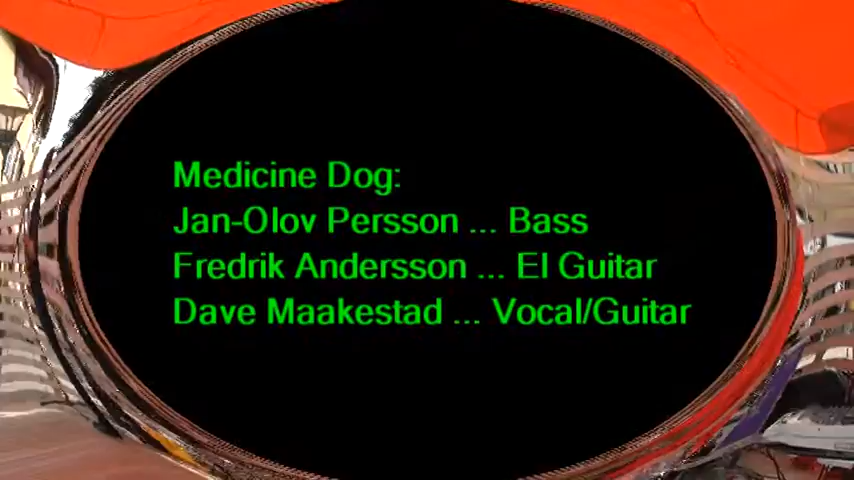 Medicine Dog:
Jan-Olov Persson ... Bass
Fredrik Andersson ... El Guitar
Dave Maakestad ... Vocal/Guitar